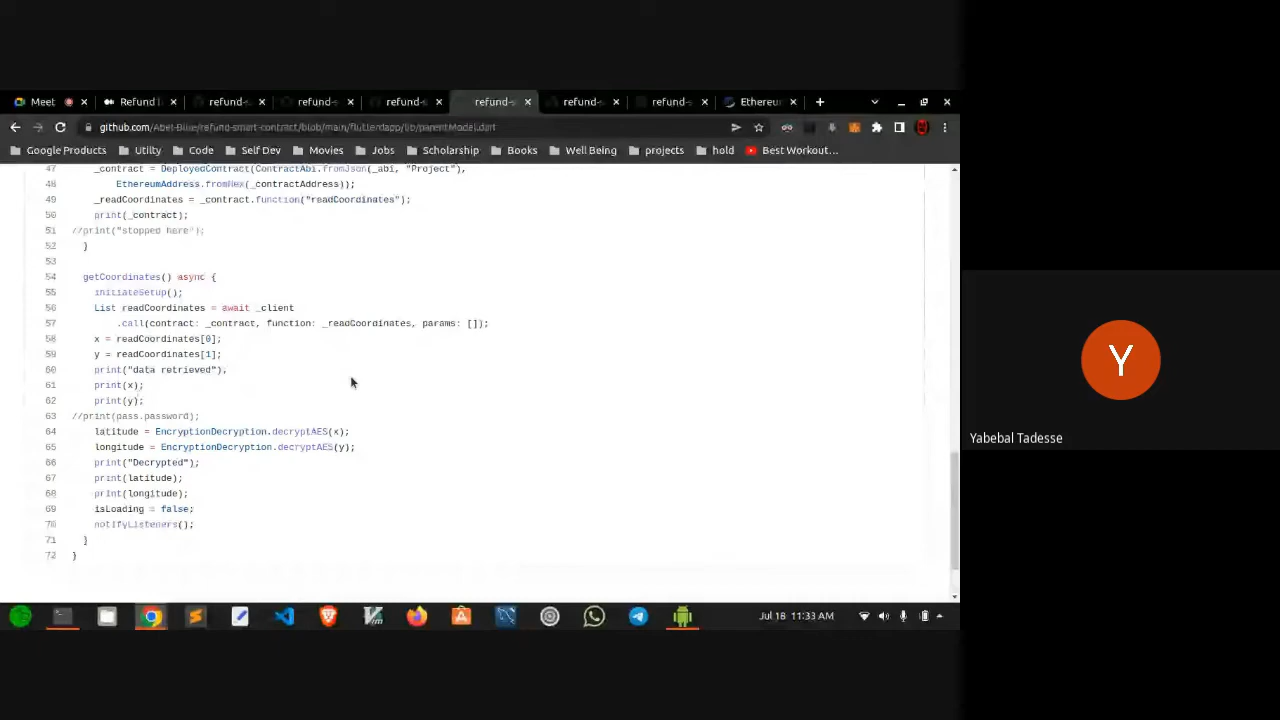 Meet
Refund i
refund-s
refund-s
refund-s
refund-s
refund-s
refund-s
Ethereu
github.com/Abel-Blue/refund-smart-contract/blob/main/flutterdapp/lib/parentModel.dart
Google Products
Utilty
Code
Self Dev
Movies
Jobs
Scholarship
Books
Well Being
projects
hold
Best Workout...
47 _contract = DeployedContract(ContractAbi.fromJson(_abi, "Project"),
48 EthereumAddress.fromHex(_contractAddress));
49 _readCoordinates = _contract.function("readCoordinates");
50 print(_contract);
51 //print("stopped here");
52 }
53
54 getCoordinates() async {
55 initiateSetup();
56 List readCoordinates = await _client
57 .call(contract: _contract, function: _readCoordinates, params: []);
58 x = readCoordinates[0];
59 y = readCoordinates[1];
60 print("data retrieved"),
61 print(x);
62 print(y);
63 //print(pass.password);
64 latitude = EncryptionDecryption.decryptAES(x);
65 longitude = EncryptionDecryption.decryptAES(y);
66 print("Decrypted");
67 print(latitude);
68 print(longitude);
69 isLoading = false;
70 notifyListeners();
71 }
72 }
Jul 18 11:33 AM
Y
Yabebal Tadesse